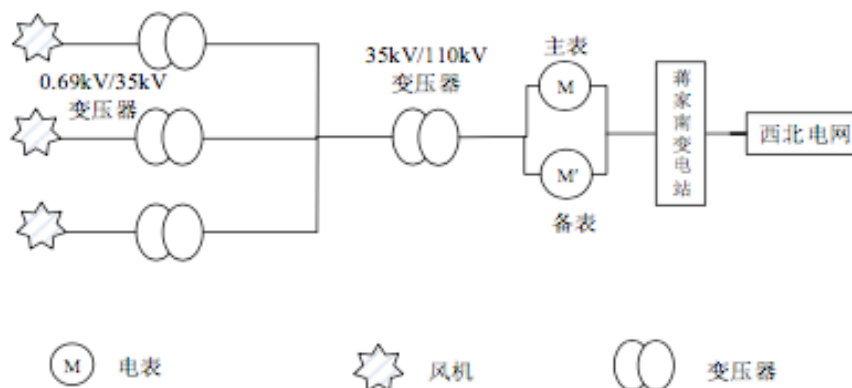 0.69kV/35kV
变压器
35kV/110kV
变压器
主表
M
M'
备表
蒋家南变电站
西北电网
M 电表
风机
变压器